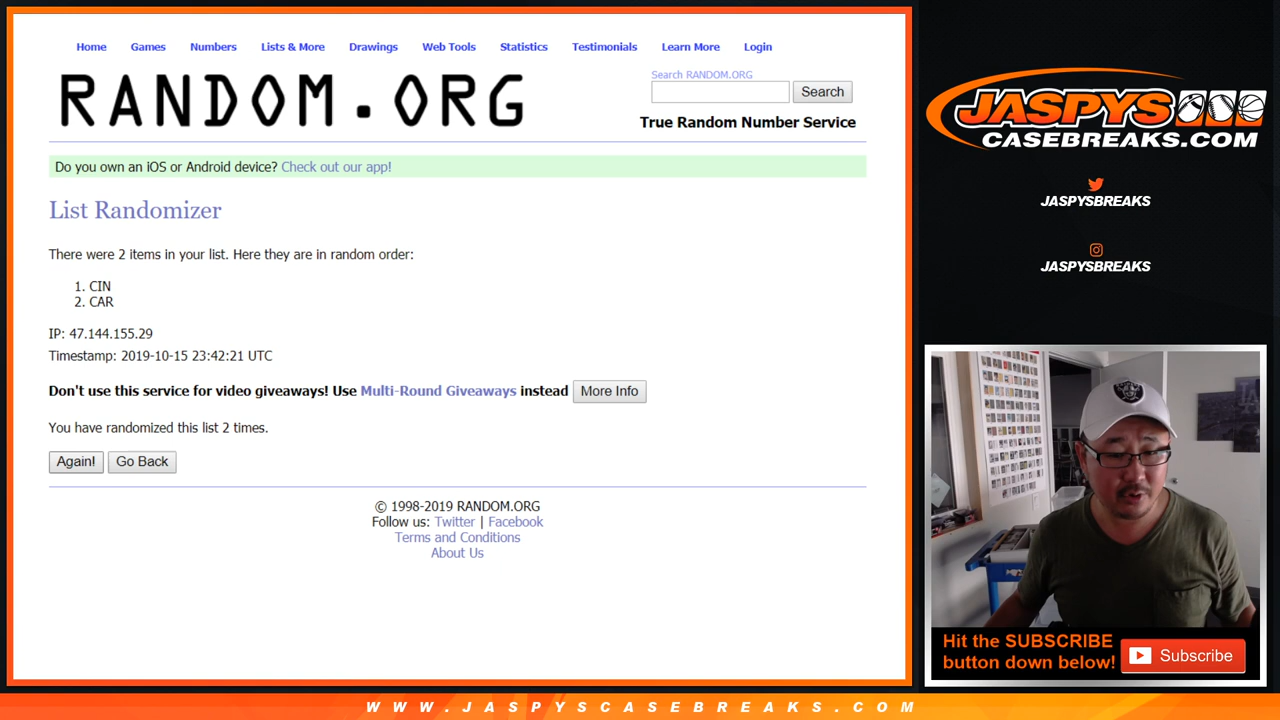 Home Games Numbers Lists & More Drawings Web Tools Statistics Testimonials Learn More Login
RANDOM.ORG
Search RANDOM.ORG
Search
True Random Number Service
Do you own an iOS or Android device? Check out our app!
List Randomizer
There were 2 items in your list. Here they are in random order:
1. CIN
2. CAR
IP: 47.144.155.29
Timestamp: 2019-10-15 23:42:21 UTC
Don't use this service for video giveaways! Use Multi-Round Giveaways instead More Info
You have randomized this list 2 times.
Again! Go Back
© 1998-2019 RANDOM.ORG
Follow us: Twitter | Facebook
Terms and Conditions
About Us
JASPYS
CASEBREAKS.COM
JASPYSBREAKS
JASPYSBREAKS
Hit the SUBSCRIBE
button down below!
Subscribe
WWW.JASPYSCASEBREAKS.COM